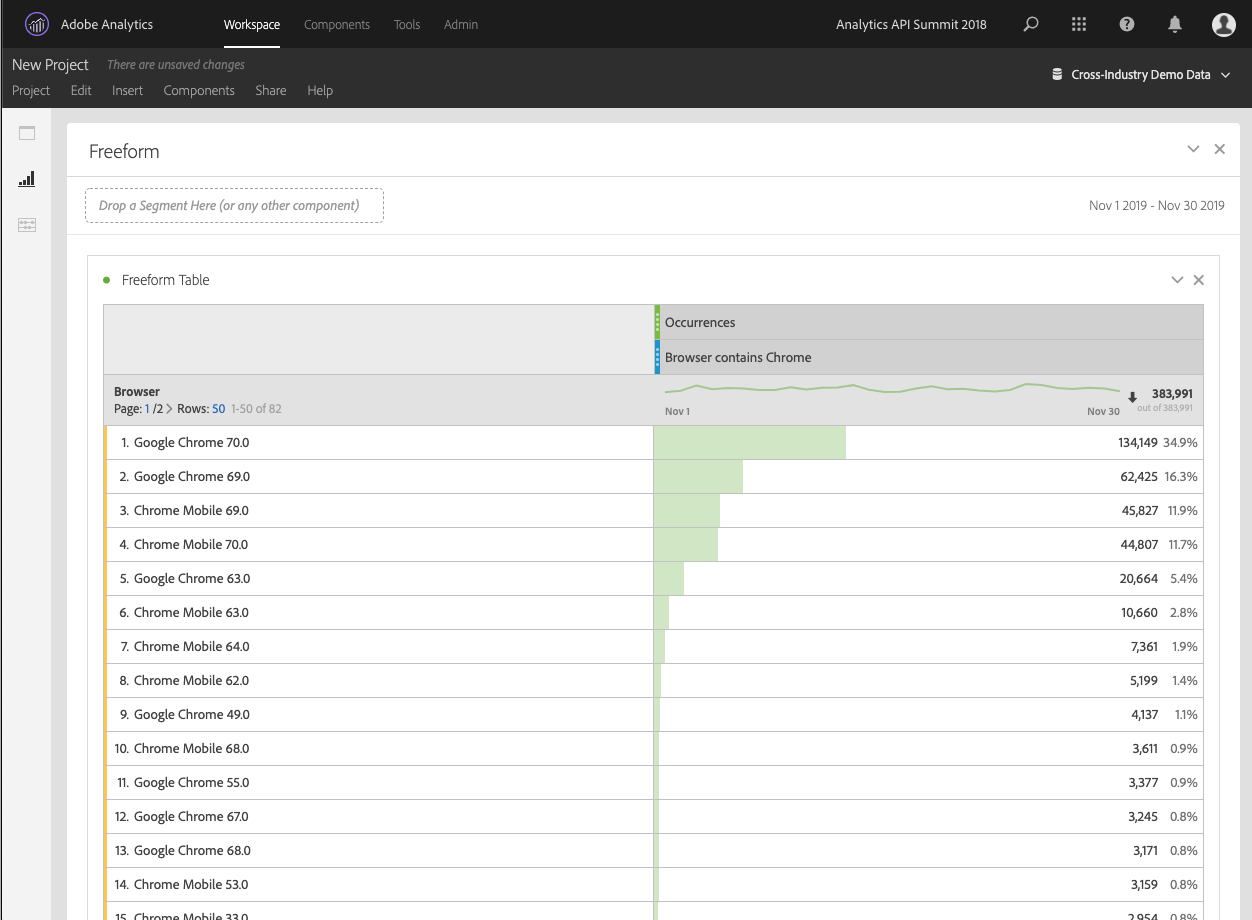 Adobe Analytics Workspace Components Tools Admin Analytics API Summit 2018
New Project There are unsaved changes
Cross-Industry Demo Data
Project Edit Insert Components Share Help
Freeform
Drop a Segment Here (or any other component) Nov 1 2019 - Nov 30 2019
Freeform Table
Occurrences
Browser contains Chrome
Browser 383,991
Page: 1 /2 > Rows: 50 1-50 of 82 Nov 1 Nov 30 out of 383,991
1. Google Chrome 70.0 134,149 34.9%
2. Google Chrome 69.0 62,425 16.3%
3. Chrome Mobile 69.0 45,827 11.9%
4. Chrome Mobile 70.0 44,807 11.7%
5. Google Chrome 63.0 20,664 5.4%
6. Chrome Mobile 63.0 10,660 2.8%
7. Chrome Mobile 64.0 7,361 1.9%
8. Chrome Mobile 62.0 5,199 1.4%
9. Google Chrome 49.0 4,137 1.1%
10. Chrome Mobile 68.0 3,611 0.9%
11. Google Chrome 55.0 3,377 0.9%
12. Google Chrome 67.0 3,245 0.8%
13. Google Chrome 68.0 3,171 0.8%
14. Chrome Mobile 53.0 3,159 0.8%
15. Chrome Mobile 33.0 2,954 0.8%